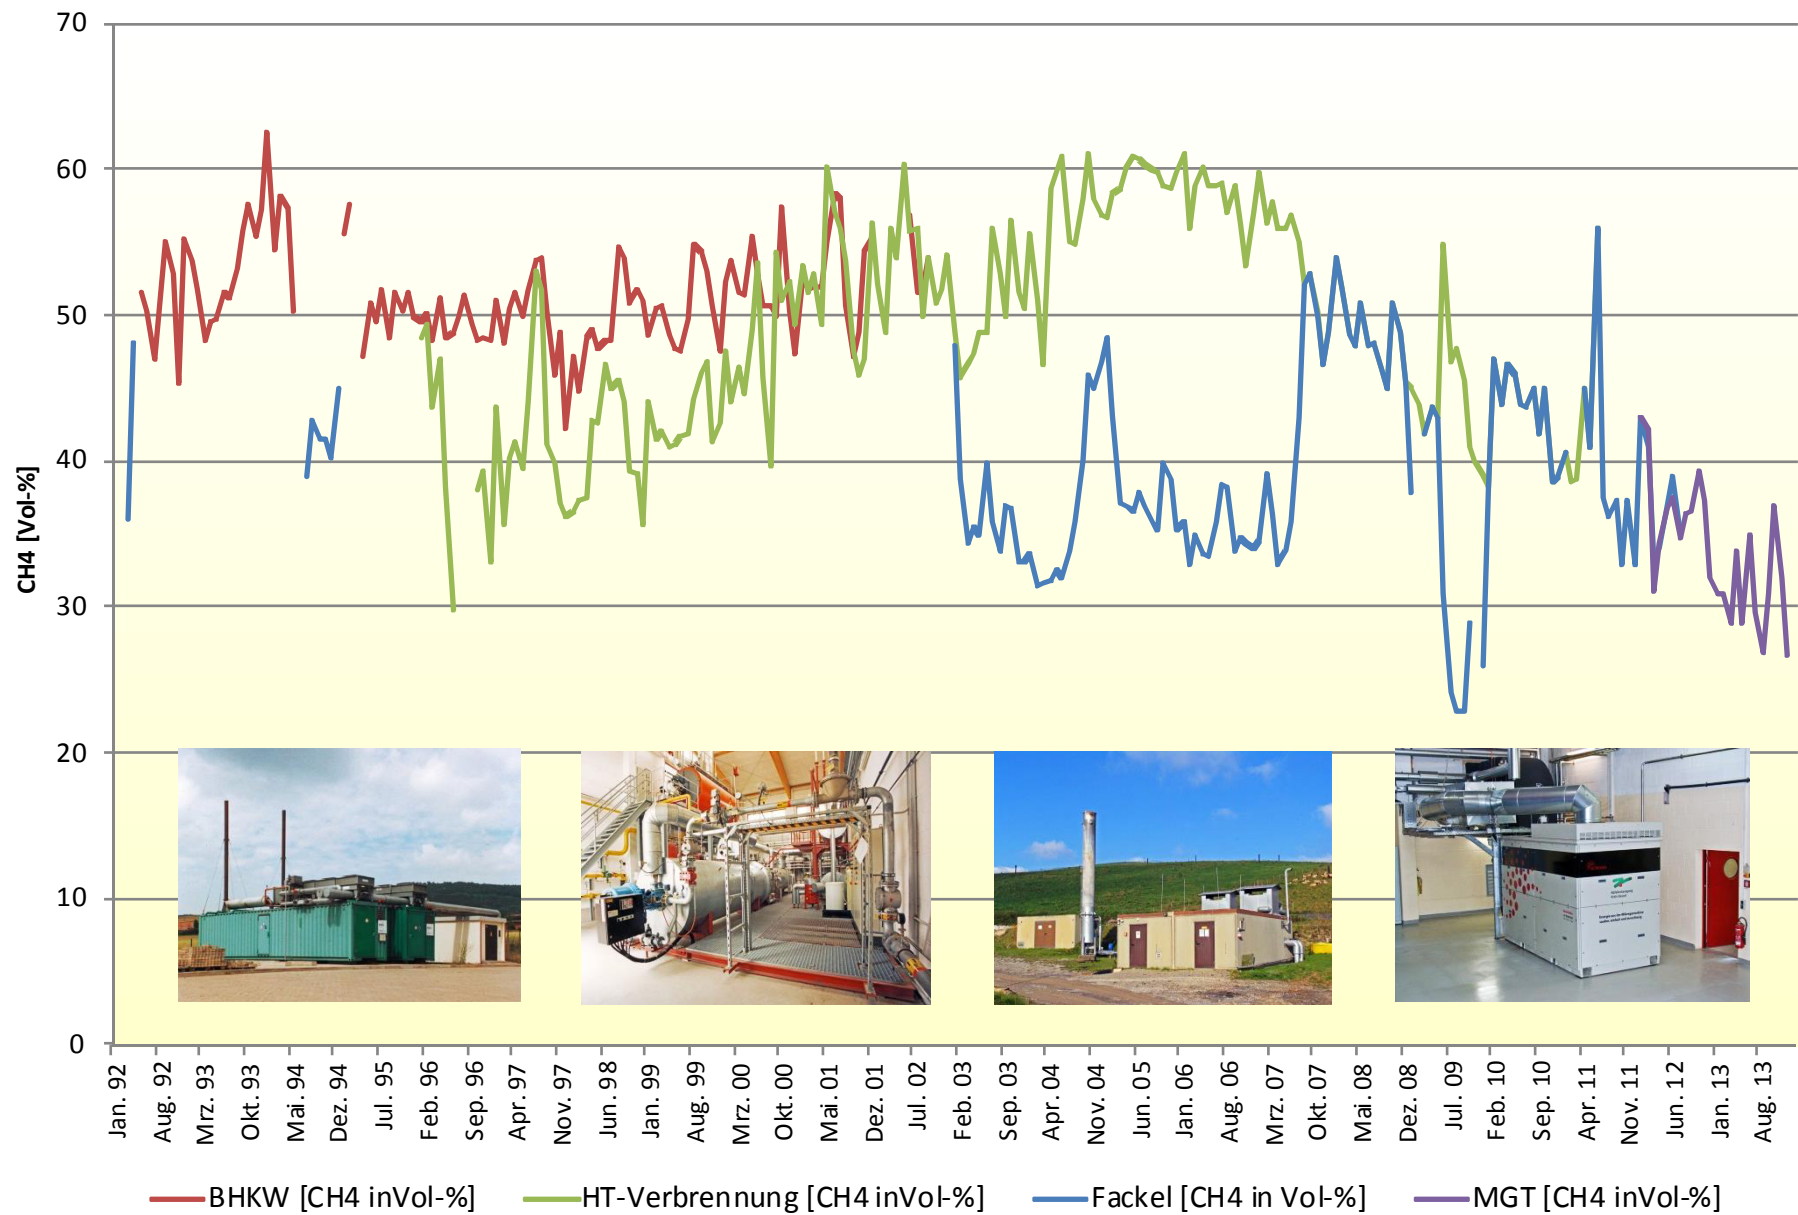 70
60
50
40
30
20
10
0
CH4 [Vol-%]
Jan. 92
Aug. 92
Mrz. 93
Okt. 93
Mai. 94
Dez. 94
Jul. 95
Feb. 96
Sep. 96
Apr. 97
Nov. 97
Jun. 98
Jan. 99
Aug. 99
Mrz. 00
Okt. 00
Mai. 01
Dez. 01
Jul. 02
Feb. 03
Sep. 03
Apr. 04
Nov. 04
Jun. 05
Jan. 06
Aug. 06
Mrz. 07
Okt. 07
Mai. 08
Dez. 08
Jul. 09
Feb. 10
Sep. 10
Apr. 11
Nov. 11
Jun. 12
Jan. 13
Aug. 13
BHKW [CH4 inVol-%]
HT-Verbrennung [CH4 inVol-%]
Fackel [CH4 in Vol-%]
MGT [CH4 inVol-%]